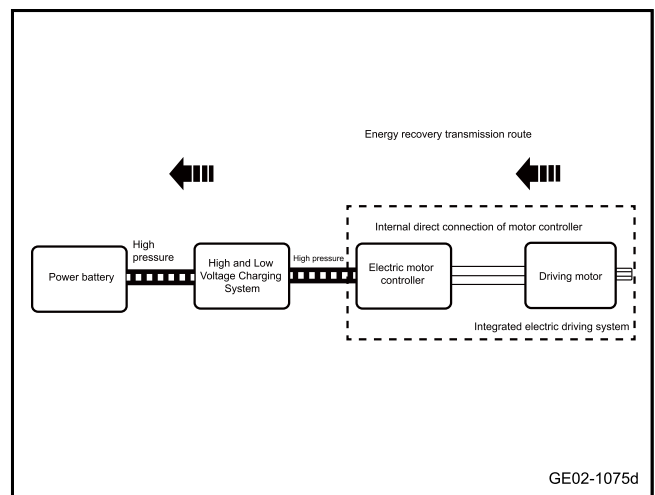 Energy recovery transmission route
Internal direct connection of motor controller
High
pressure
Power battery
High and Low
Voltage Charging
System
High pressure
Electric motor
controller
Driving motor
Integrated electric driving system
GE02-1075d